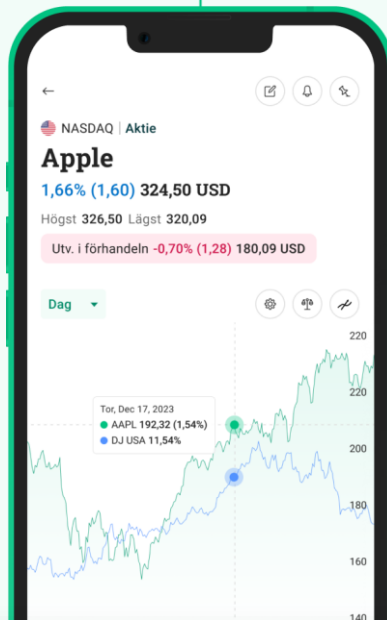 NASDAQ | Aktie
Apple
1,66% (1,60) 324,50 USD
Högst 326,50 Lägst 320,09
Utv. i förhandeln -0,70% (1,28) 180,09 USD
Dag
220
220
Tor, Dec 17, 2023
AAPL 192,32 (1,54%)
DJ USA 11,54%
200
180
160
140